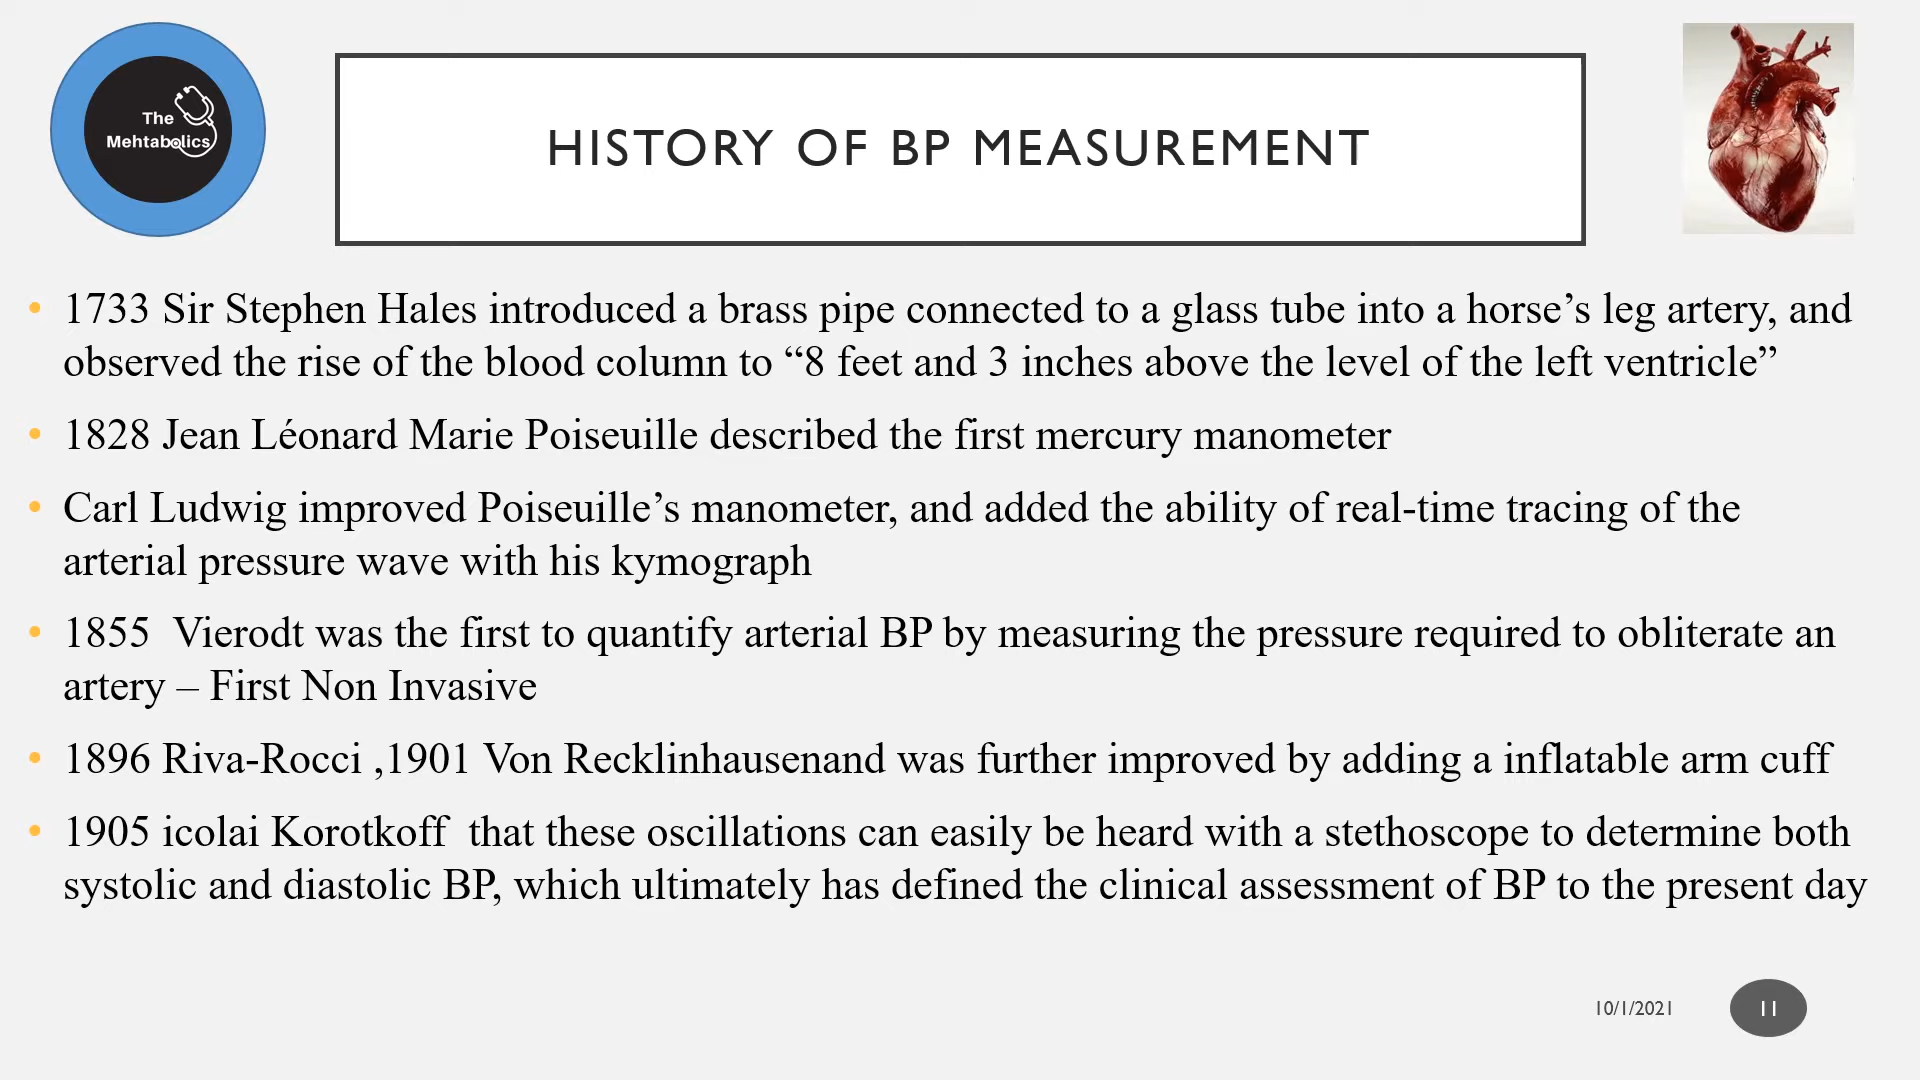 The
Mehtabolics
HISTORY OF BP MEASUREMENT
• 1733 Sir Stephen Hales introduced a brass pipe connected to a glass tube into a horse’s leg artery, and
observed the rise of the blood column to “8 feet and 3 inches above the level of the left ventricle”
• 1828 Jean Léonard Marie Poiseuille described the first mercury manometer
• Carl Ludwig improved Poiseuille’s manometer, and added the ability of real-time tracing of the
arterial pressure wave with his kymograph
• 1855  Vierodt was the first to quantify arterial BP by measuring the pressure required to obliterate an
artery – First Non Invasive
• 1896 Riva-Rocci ,1901 Von Recklinhausenand was further improved by adding a inflatable arm cuff
• 1905 icolai Korotkoff  that these oscillations can easily be heard with a stethoscope to determine both
systolic and diastolic BP, which ultimately has defined the clinical assessment of BP to the present day
10/1/2021
11